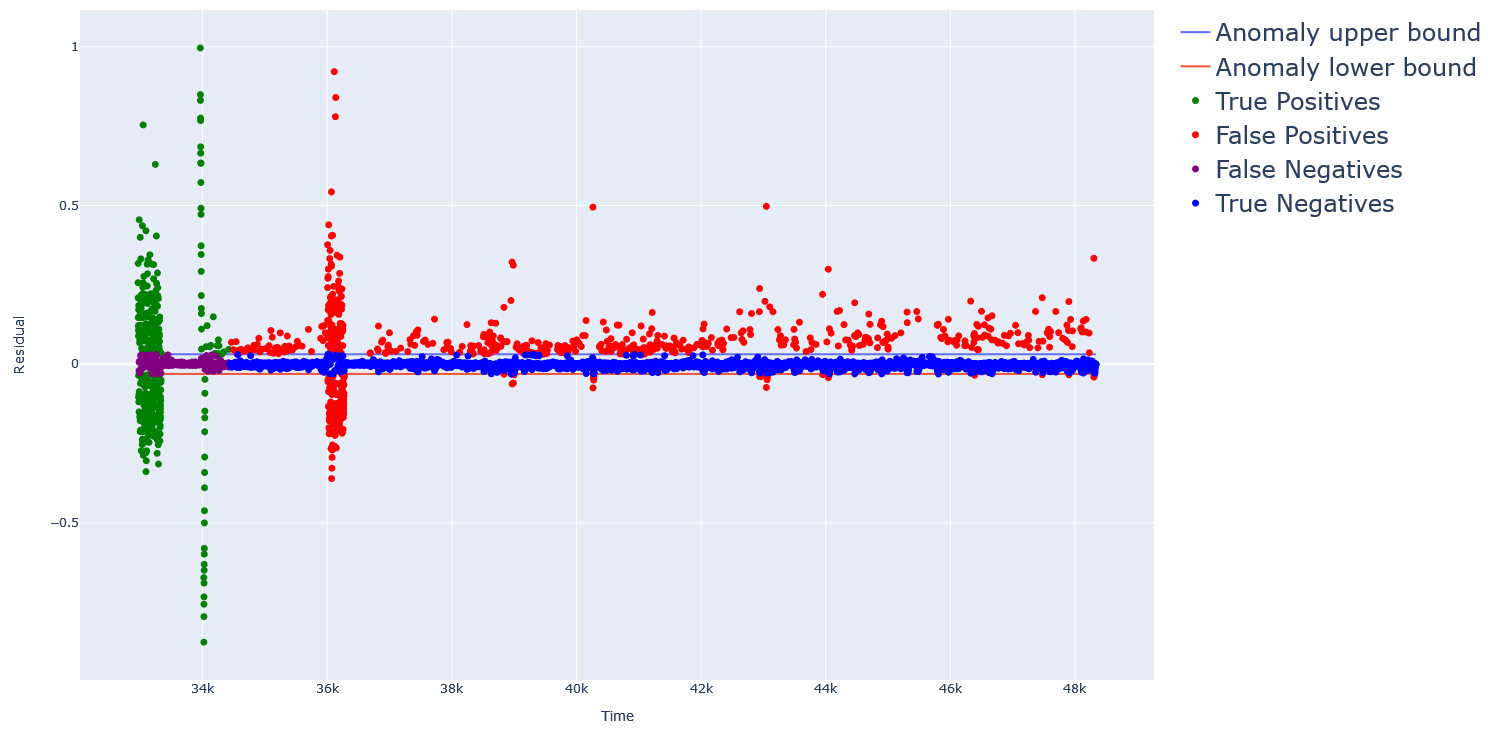 Anomaly upper bound
Anomaly lower bound
True Positives
False Positives
False Negatives
True Negatives
1
0.5
0
−0.5
Residual
34k
36k
38k
40k
42k
44k
46k
48k
Time